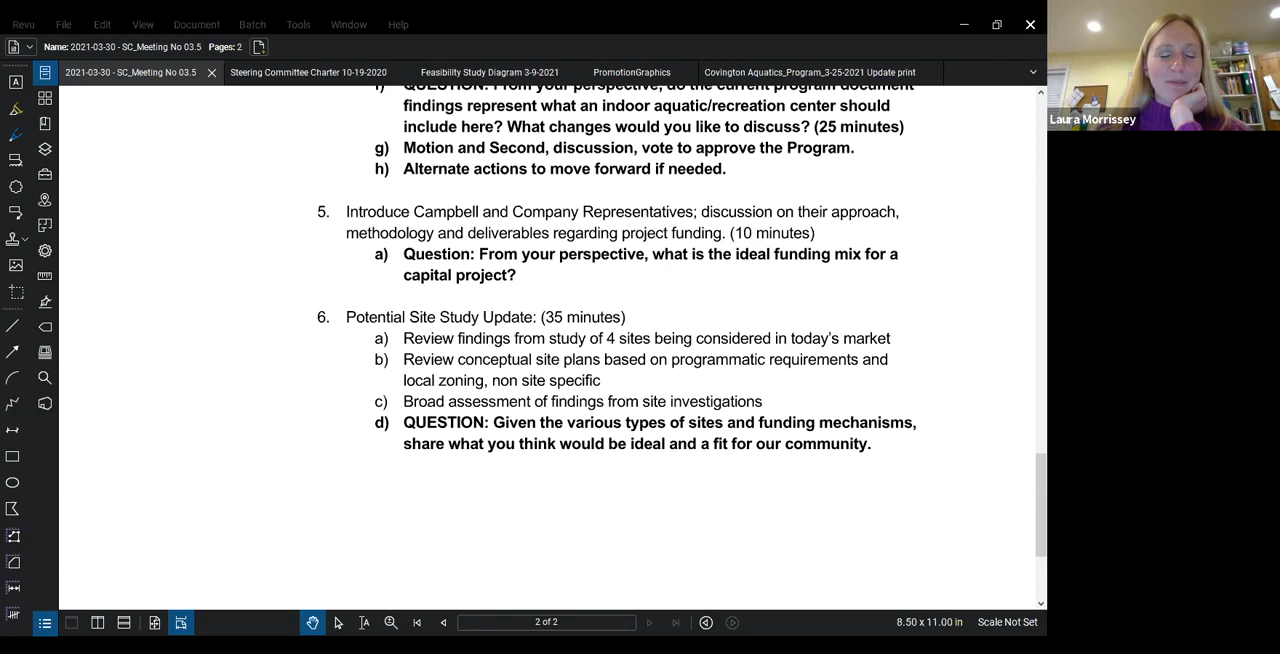 Revu File Edit View Document Batch Tools Window Help
Name: 2021-03-30 - SC_Meeting No 03.5 Pages: 2
2021-03-30 - SC_Meeting No 03.5 Steering Committee Charter 10-19-2020 Feasibility Study Diagram 3-9-2021 PromotionGraphics Covington Aquatics_Program_3-25-2021 Update print
Laura Morrissey
f) QUESTION: From your perspective, do the current program document
findings represent what an indoor aquatic/recreation center should
include here? What changes would you like to discuss? (25 minutes)
g) Motion and Second, discussion, vote to approve the Program.
h) Alternate actions to move forward if needed.
5. Introduce Campbell and Company Representatives; discussion on their approach,
methodology and deliverables regarding project funding. (10 minutes)
a) Question: From your perspective, what is the ideal funding mix for a
capital project?
6. Potential Site Study Update: (35 minutes)
a) Review findings from study of 4 sites being considered in today's market
b) Review conceptual site plans based on programmatic requirements and
local zoning, non site specific
c) Broad assessment of findings from site investigations
d) QUESTION: Given the various types of sites and funding mechanisms,
share what you think would be ideal and a fit for our community.
2 of 2 8.50 x 11.00 in Scale Not Set